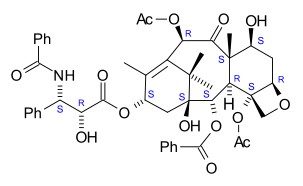 OH
Ac O O
Ph R S
O S
NH O R
Ph S R O S S S R O
OH OH O O
Ph Ac
O